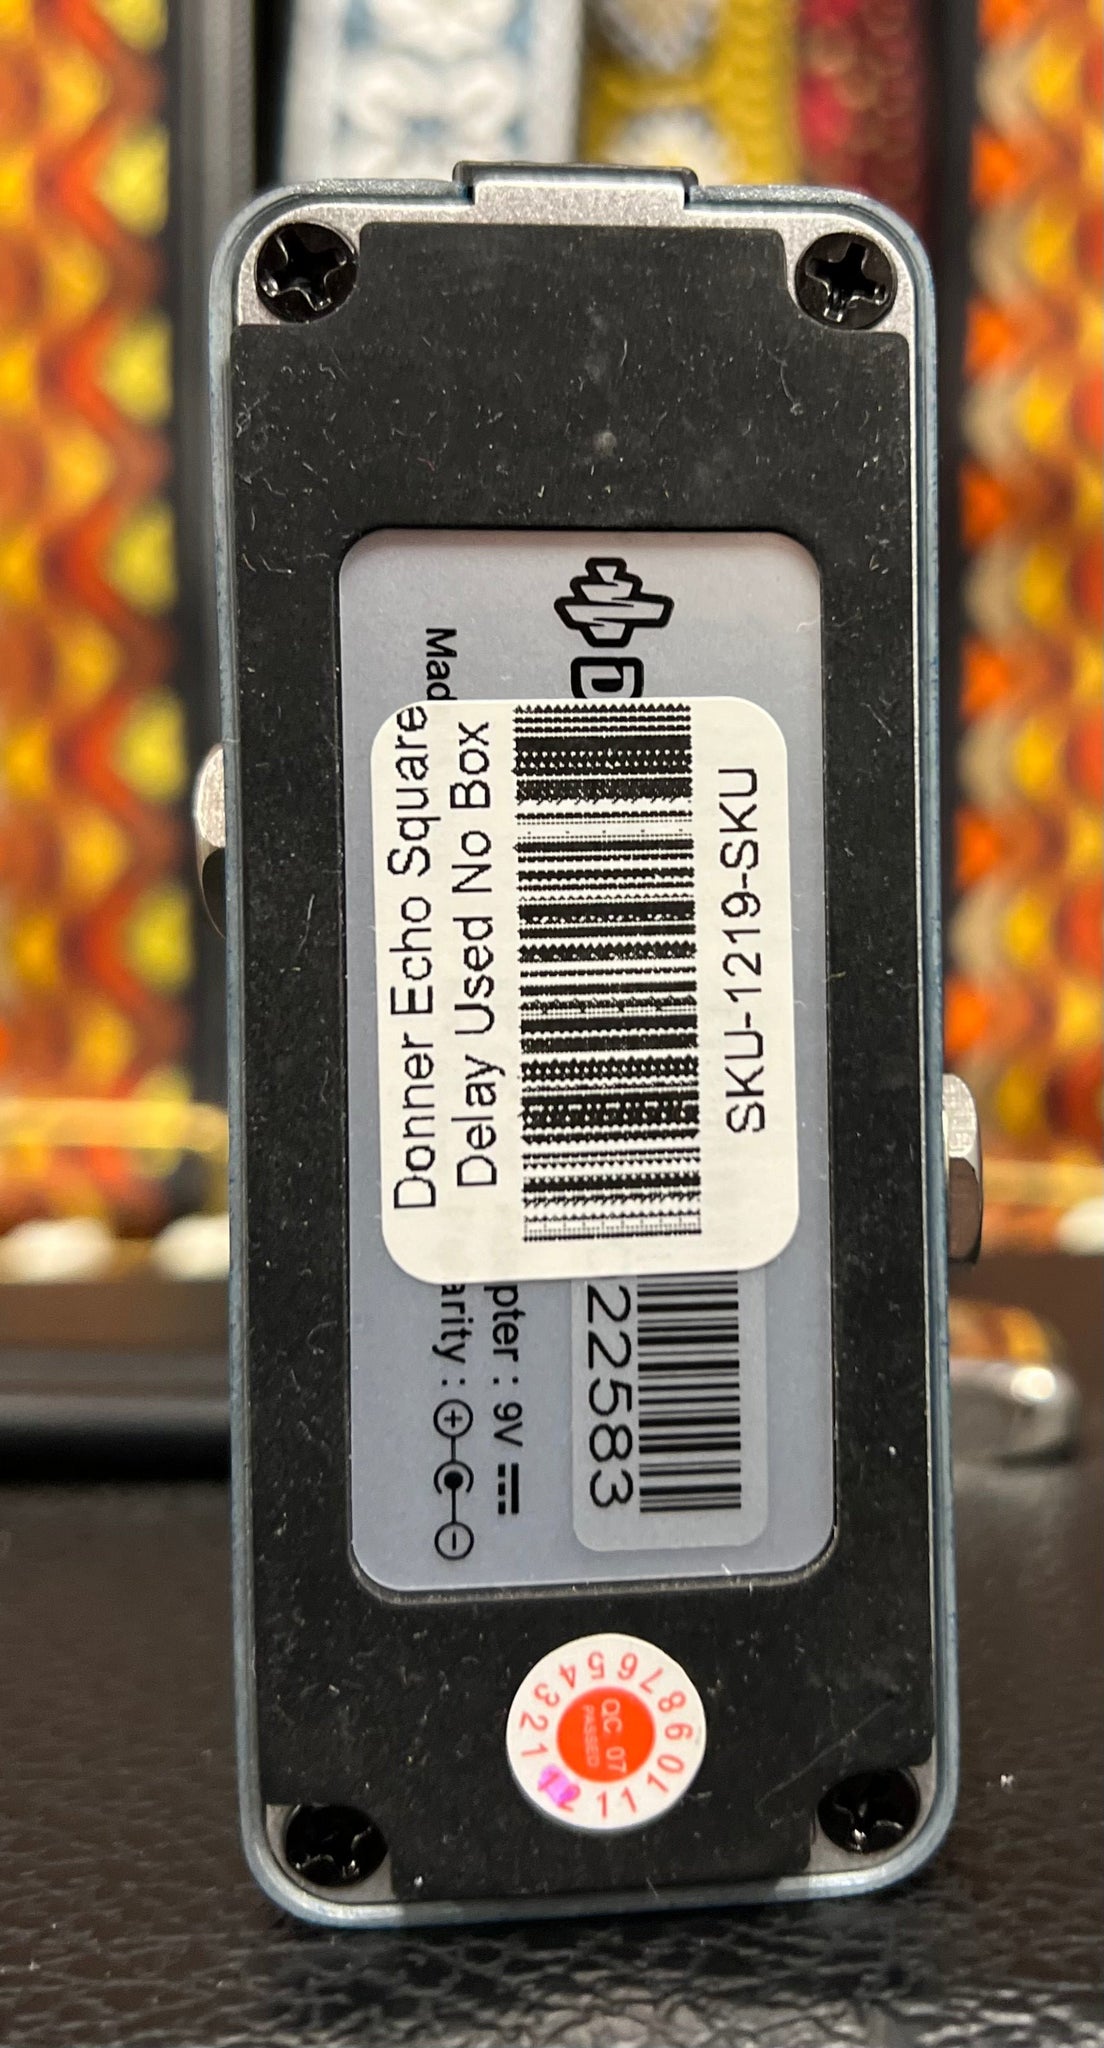 Donner Echo Square
Delay Used No Box
SKU-1219-SKU
D
Mad
pter : 9V
arity :
22583
1 2 3 4 5 6 7 8 9 10 11 12
QC 07
PASSED